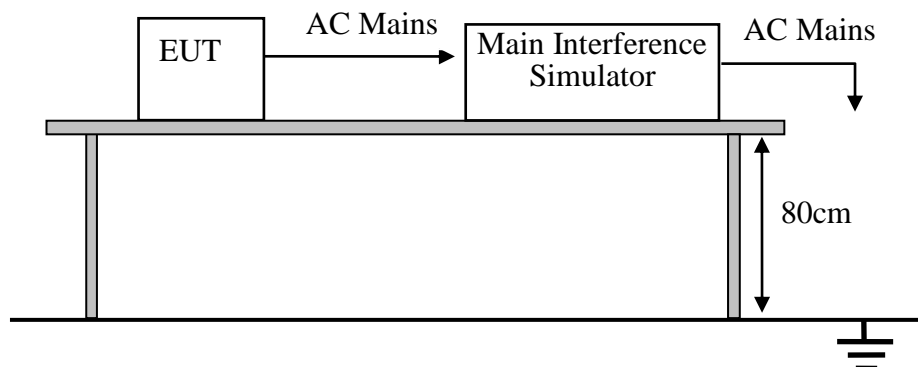 AC Mains
EUT
Main Interference
Simulator
AC Mains
80cm